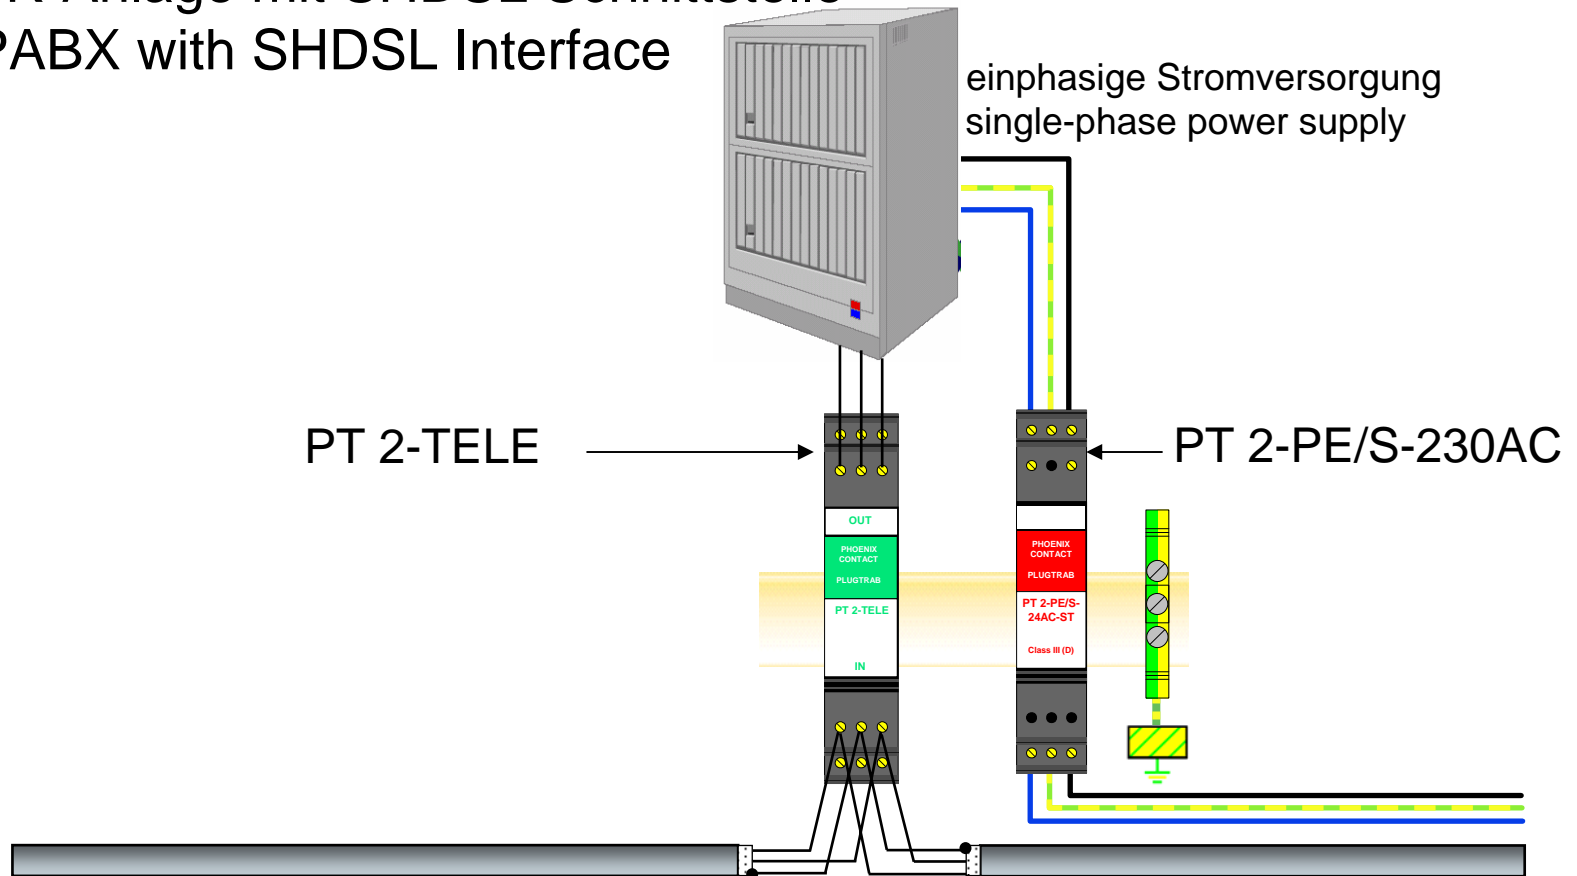 PABX with SHDSL Interface
einphasige Stromversorgung
single-phase power supply
PT 2-TELE
PT 2-PE/S-230AC
OUT
PHOENIX
CONTACT
PLUGTRAB
PT 2-TELE
IN
PHOENIX
CONTACT
PLUGTRAB
PT 2-PE/S-
24AC-ST
Class III (D)